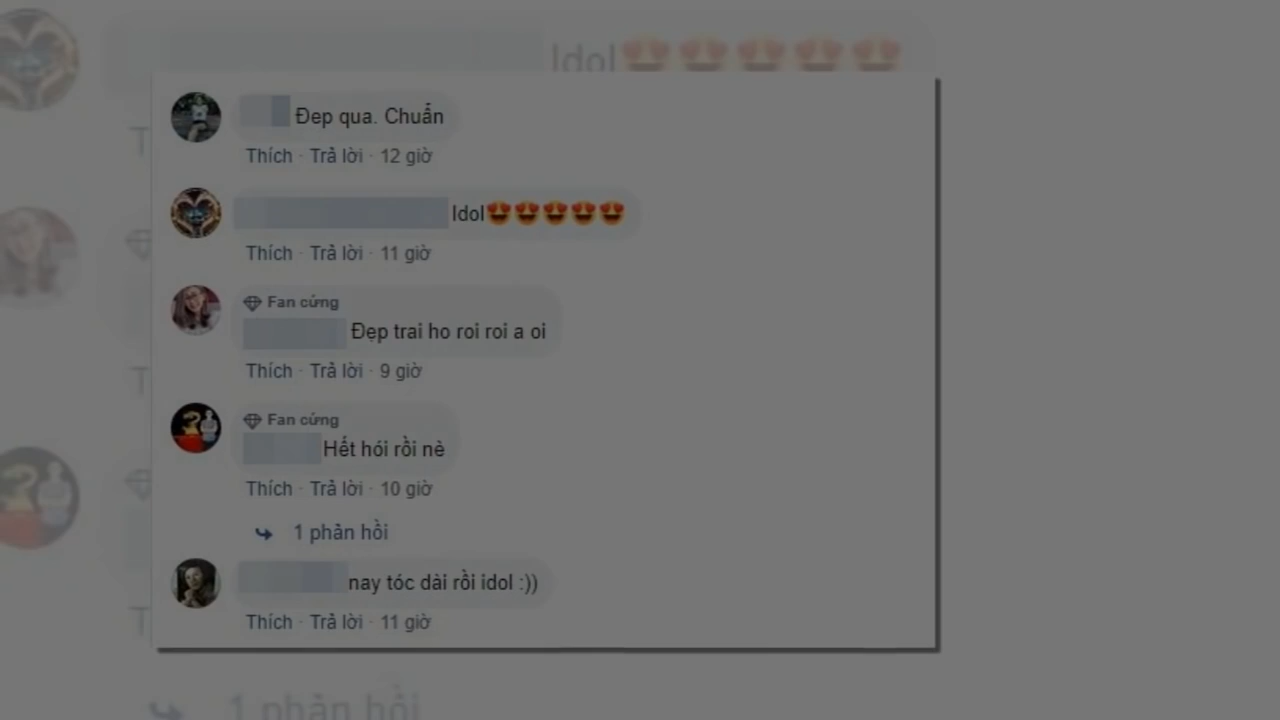 Idol😍😍😍😍😍
Đẹp qua. Chuẩn
Thích · Trả lời · 12 giờ
Idol😍😍😍😍😍
Thích · Trả lời · 11 giờ
Fan cứng
Đẹp trai ho roi roi a oi
Thích · Trả lời · 9 giờ
Fan cứng
Hết hói rồi nè
Thích · Trả lời · 10 giờ
1 phản hồi
nay tóc dài rồi idol :))
Thích · Trả lời · 11 giờ
1 phản hồi